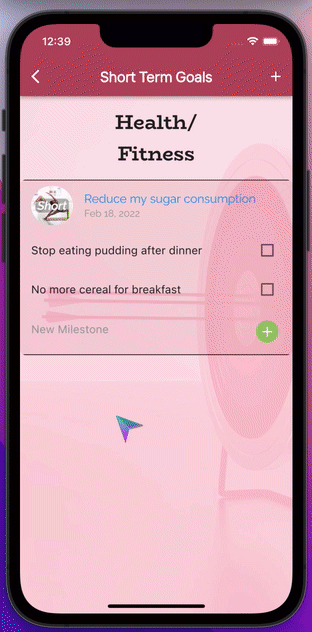 12:39
Short Term Goals
Health/
Fitness
Short
Reduce my sugar consumption
Feb 18, 2022
Stop eating pudding after dinner
No more cereal for breakfast
New Milestone